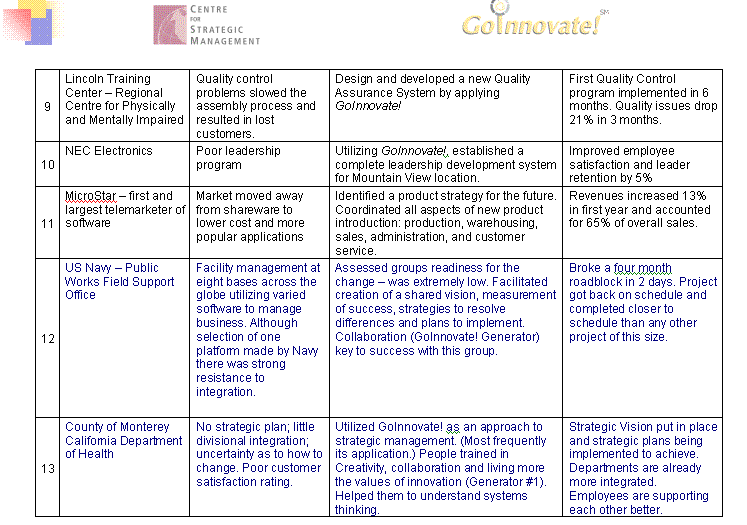 CENTRE
FOR
STRATEGIC
MANAGEMENT
GoInnovate! SM
9
Lincoln Training
Center – Regional
Centre for Physically
and Mentally Impaired
Quality control
problems slowed the
assembly process and
resulted in lost
customers.
Design and developed a new Quality
Assurance System by applying
GoInnovate!
First Quality Control
program implemented in 6
months. Quality issues drop
21% in 3 months.
10
NEC Electronics
Poor leadership
program
Utilizing GoInnovate!, established a
complete leadership development system
for Mountain View location.
Improved employee
satisfaction and leader
retention by 5%
11
MicroStar – first and
largest telemarketer of
software
Market moved away
from shareware to
lower cost and more
popular applications
Identified a product strategy for the future.
Coordinated all aspects of new product
introduction: production, warehousing,
sales, administration, and customer
service.
Revenues increased 13%
in first year and accounted
for 65% of overall sales.
12
US Navy – Public
Works Field Support
Office
Facility management at
eight bases across the
globe utilizing varied
software to manage
business. Although
selection of one
platform made by Navy
there was strong
resistance to
integration.
Assessed groups readiness for the
change – was extremely low. Facilitated
creation of a shared vision, measurement
of success, strategies to resolve
differences and plans to implement.
Collaboration (GoInnovate! Generator)
key to success with this group.
Broke a four month
roadblock in 2 days. Project
got back on schedule and
completed closer to
schedule than any other
project of this size.
13
County of Monterey
California Department
of Health
No strategic plan; little
divisional integration;
uncertainty as to how to
change. Poor customer
satisfaction rating.
Utilized GoInnovate! as an approach to
strategic management. (Most frequently
its application.) People trained in
Creativity, collaboration and living more
the values of innovation (Generator #1).
Helped them to understand systems
thinking.
Strategic Vision put in place
and strategic plans being
implemented to achieve.
Departments are already
more integrated.
Employees are supporting
each other better.